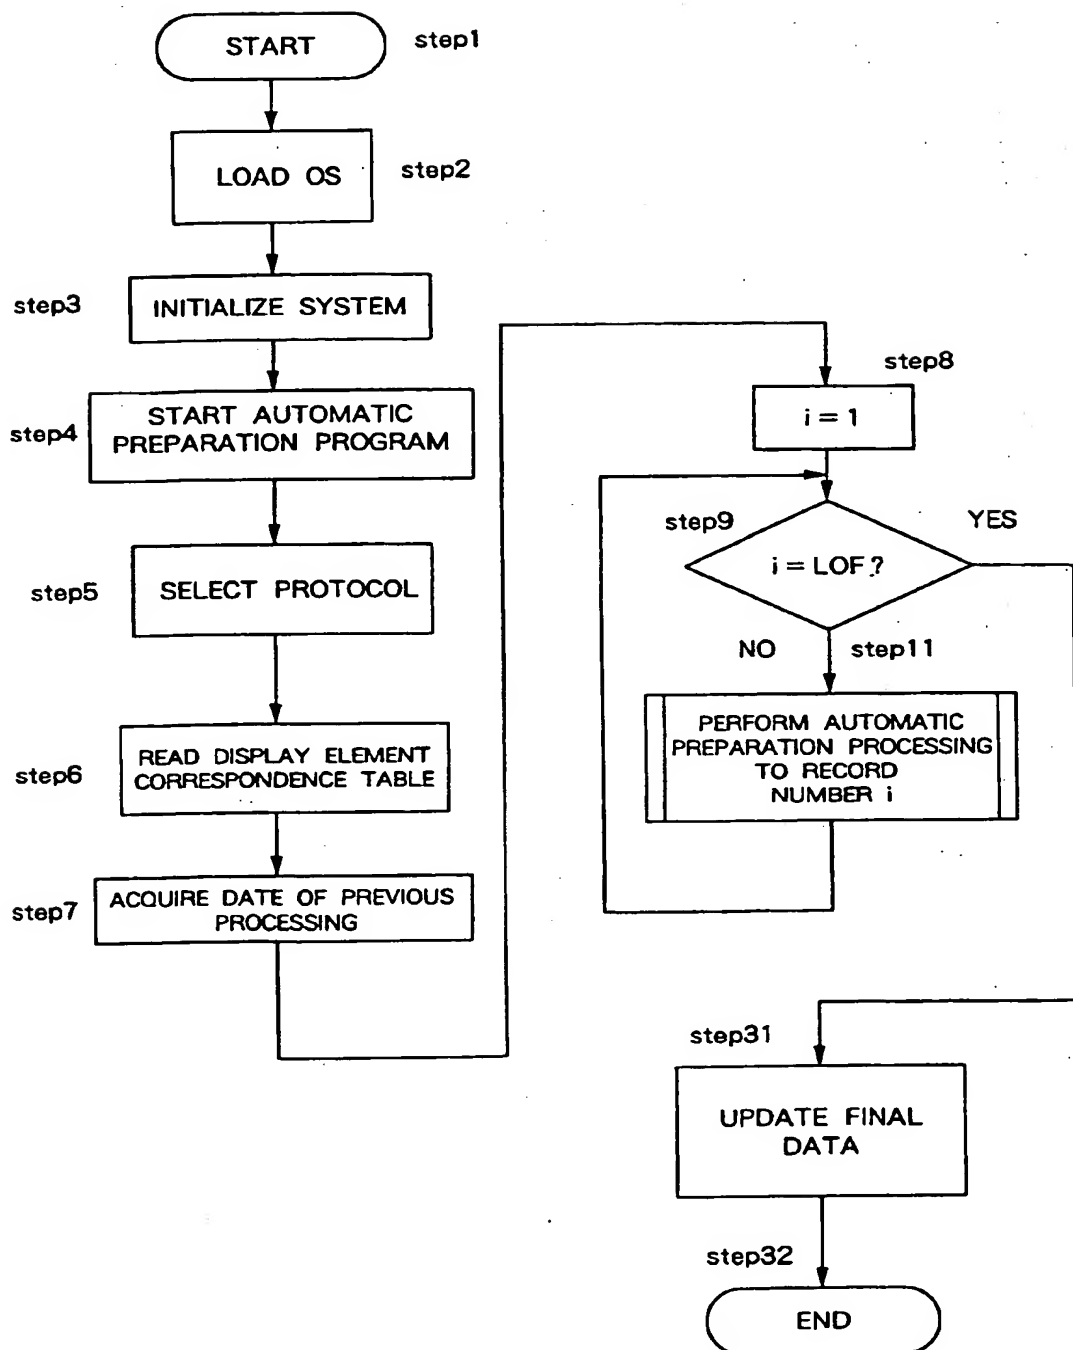 START
step1
LOAD OS
step2
step3
INITIALIZE SYSTEM
step4
START AUTOMATIC
PREPARATION PROGRAM
step5
SELECT PROTOCOL
step6
READ DISPLAY ELEMENT
CORRESPONDENCE TABLE
step7
ACQUIRE DATE OF PREVIOUS
PROCESSING
step8
i = 1
step9
i = LOF ?
YES
NO
step11
PERFORM AUTOMATIC
PREPARATION PROCESSING
TO RECORD
NUMBER i
step31
UPDATE FINAL
DATA
step32
END